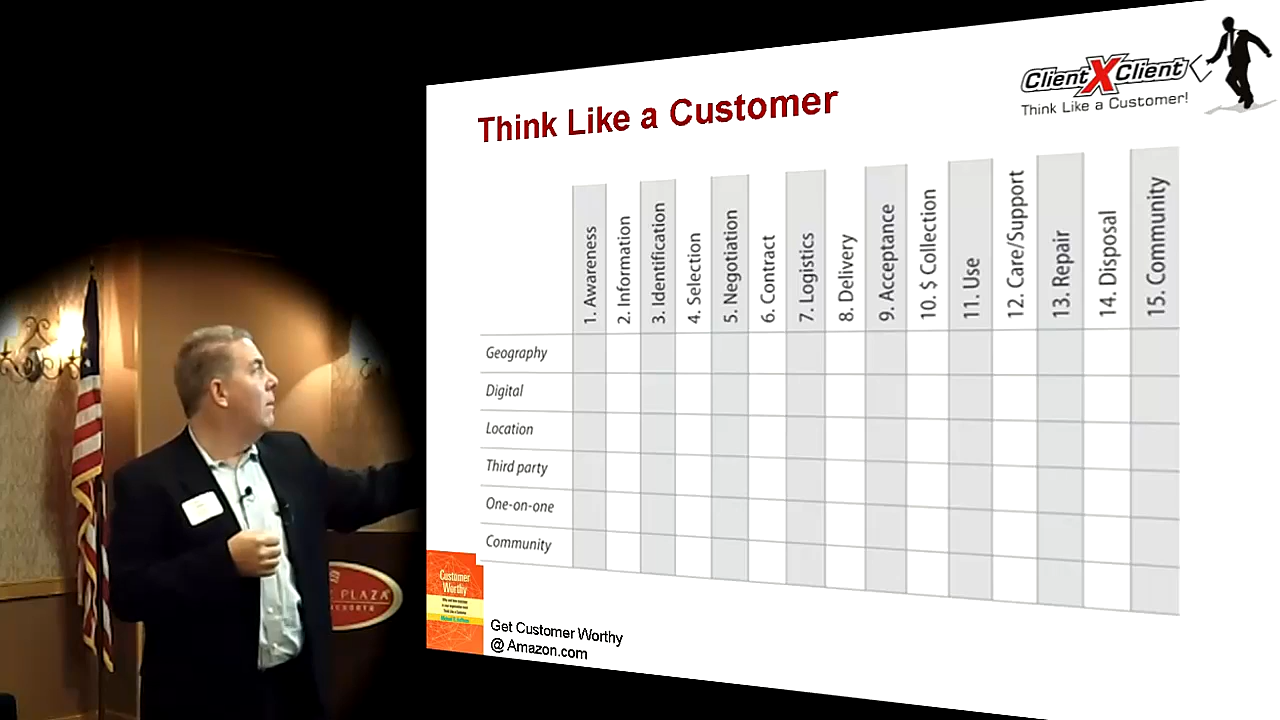 Think Like a Customer
ClientXClient
Think Like a Customer!
1. Awareness
2. Information
3. Identification
4. Selection
5. Negotiation
6. Contract
7. Logistics
8. Delivery
9. Acceptance
10. $ Collection
11. Use
12. Care/Support
13. Repair
14. Disposal
15. Community
Geography
Digital
Location
Third party
One-on-one
Community
Customer
Worthy
Get Customer Worthy
@ Amazon.com
PLAZA